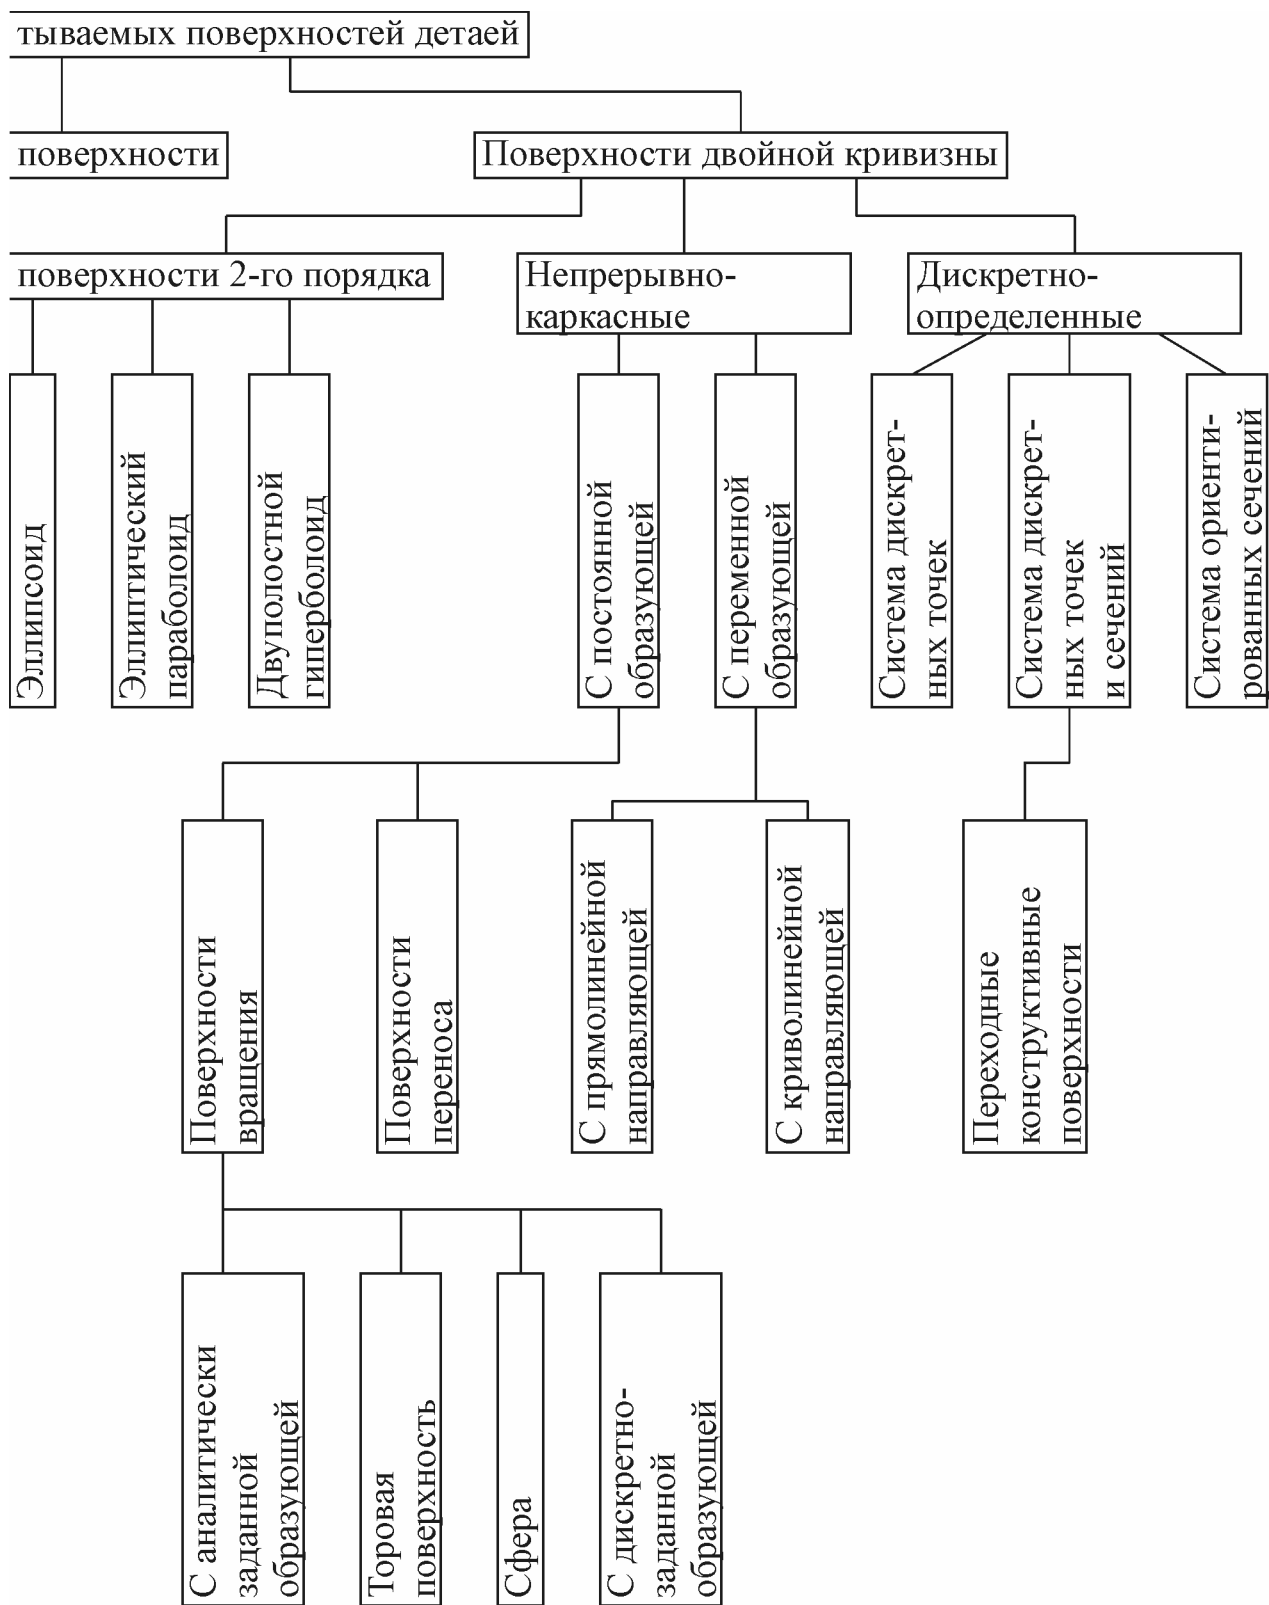 тываемых поверхностей детаей
поверхности
Поверхности двойной кривизны
поверхности 2-го порядка
Непрерывно-
каркасные
Дискретно-
определенные
Эллипсоид
Эллиптический
параболоид
Двуполостной
гиперболоид
С постоянной
образующей
С переменной
образующей
Система дискрет-
ных точек
Система дискрет-
ных точек
и сечений
Система ориенти-
рованных сечений
Поверхности
вращения
Поверхности
переноса
С прямолинейной
направляющей
С криволинейной
направляющей
Переходные
конструктивные
поверхности
С аналитически
заданной
образующей
Торовая
поверхность
Сфера
С дискретно-
заданной
образующей